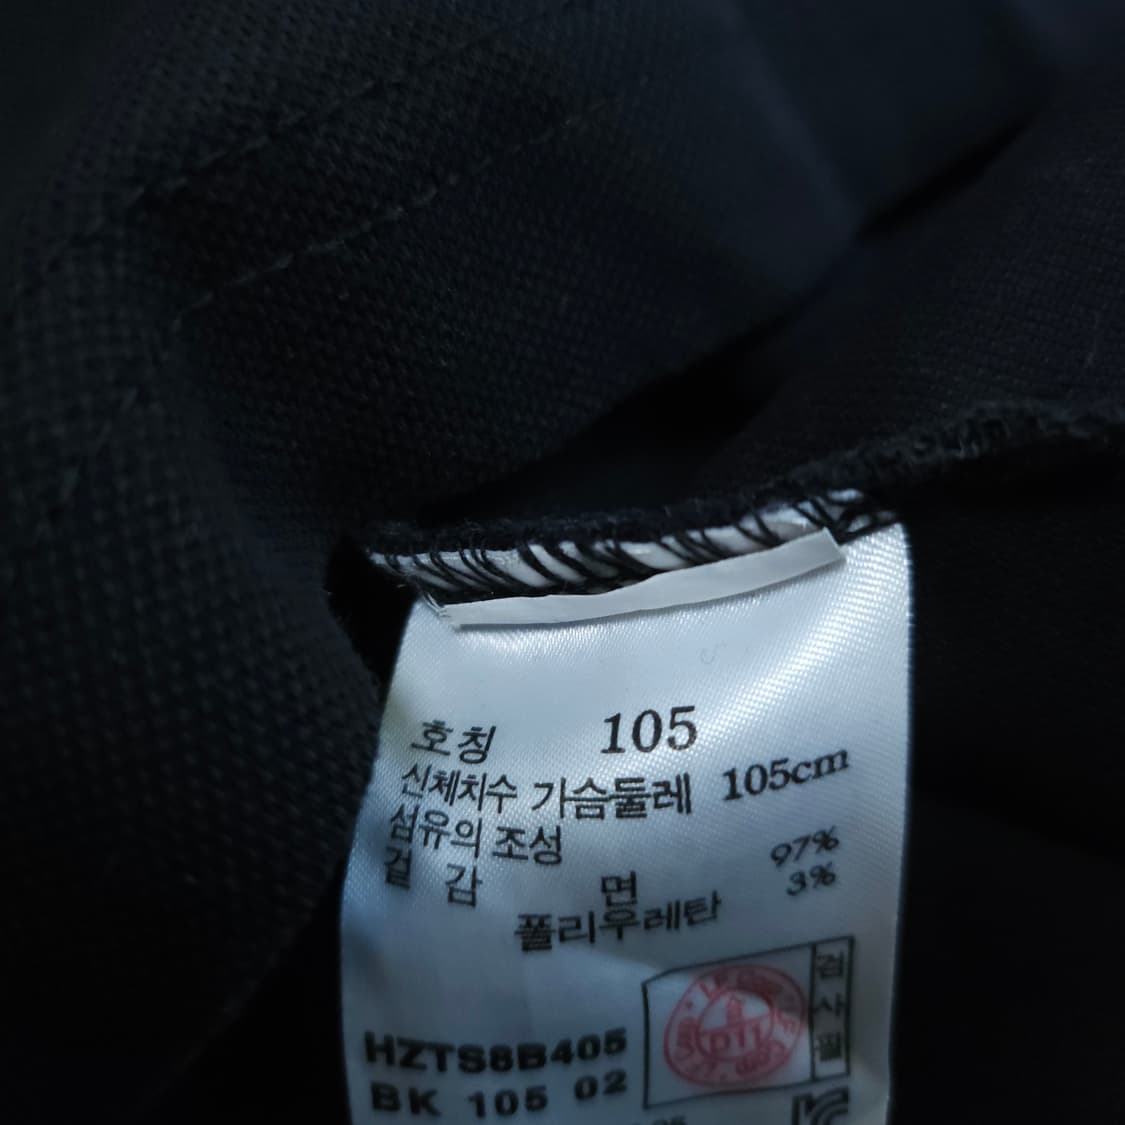 호칭 105
신체치수 가슴둘레 105cm
섬유의 조성
겉 감 면 97%
폴리우레탄 3%
검사필
DTL
HZTS8B405
BK 105 02